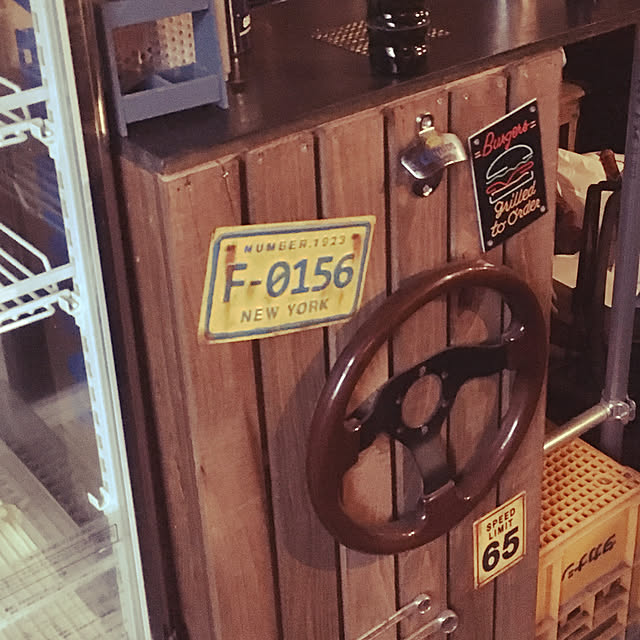 NUMBER.1923
F-0156
NEW YORK
Burgers
grilled
to Order
SPEED
LIMIT
65